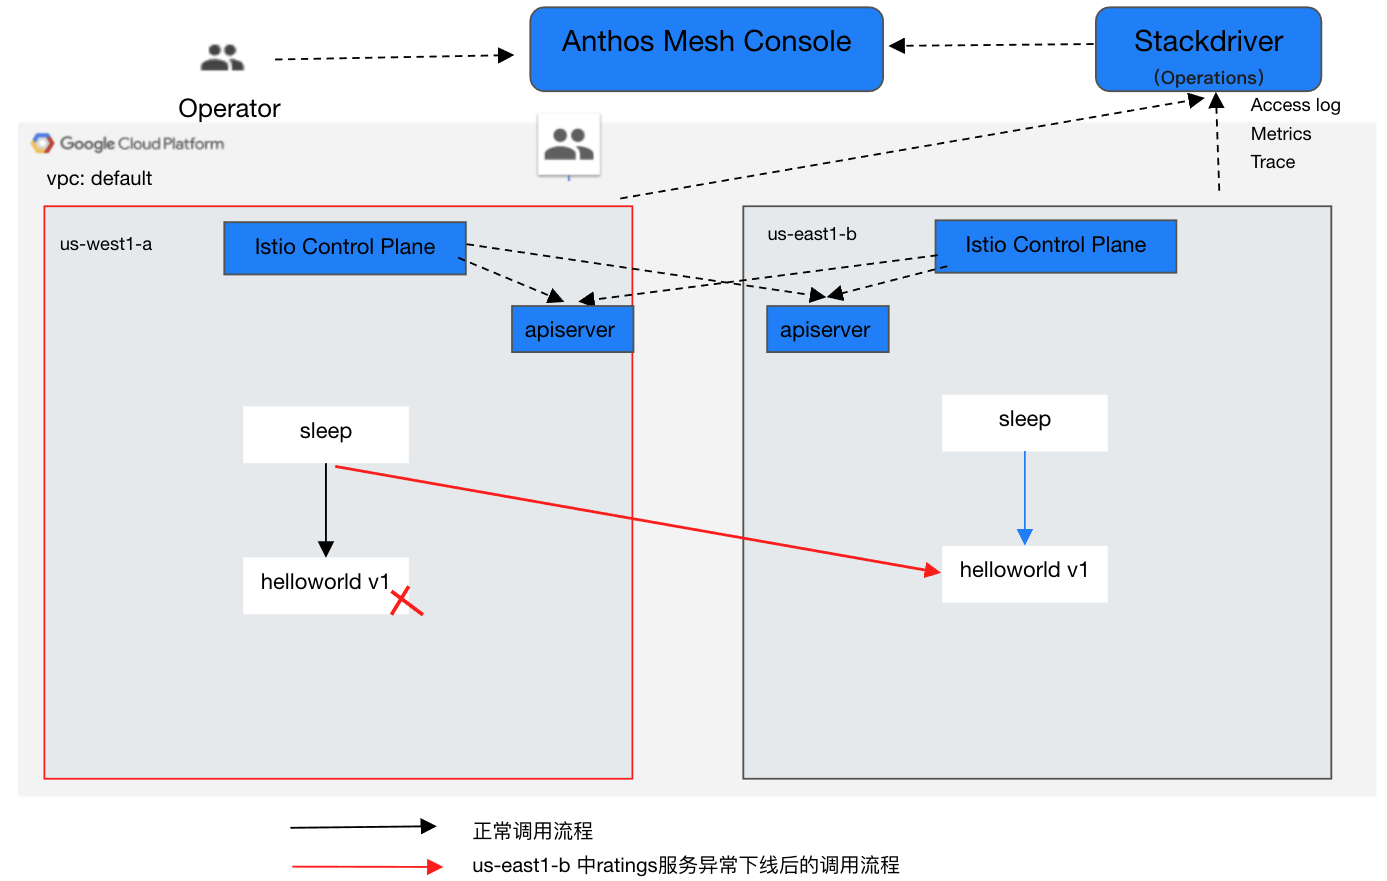 Anthos Mesh Console
Stackdriver
(Operations)
Operator
Access log
Metrics
Trace
Google Cloud Platform
vpc: default
us-west1-a
Istio Control Plane
us-east1-b
Istio Control Plane
apiserver
apiserver
sleep
sleep
helloworld v1
helloworld v1
正常调用流程
us-east1-b 中ratings服务异常下线后的调用流程